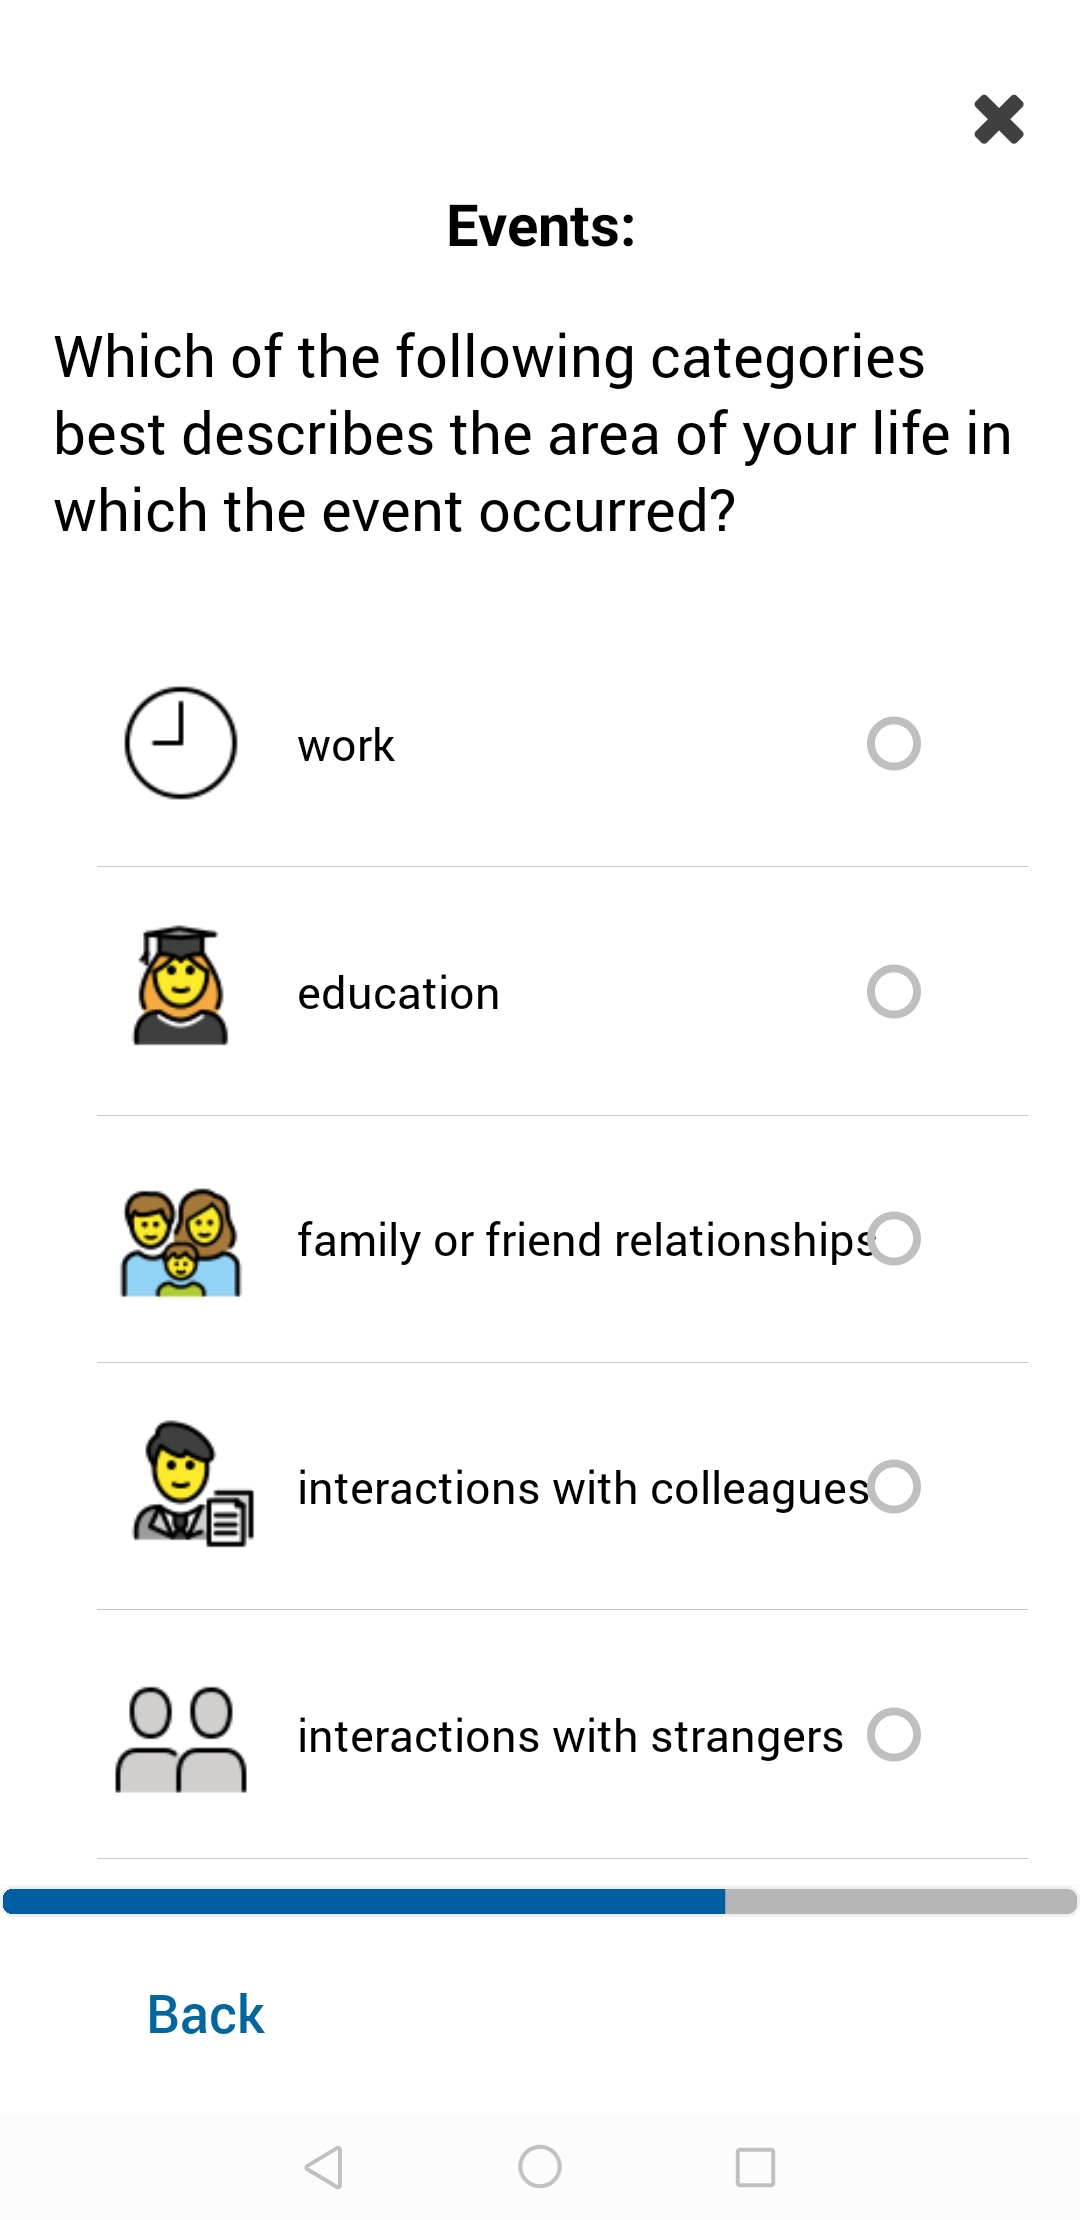 Events:
Which of the following categories
best describes the area of your life in
which the event occurred?
work
education
family or friend relationships
interactions with colleagues
interactions with strangers
Back